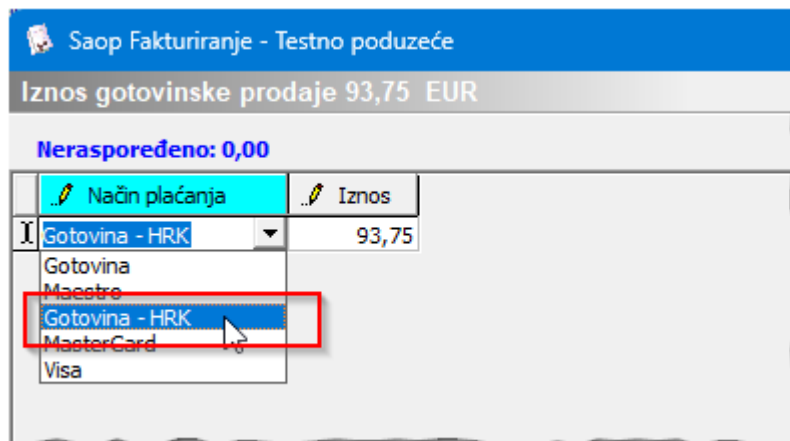 Saop Fakturiranje - Testno poduzeće
Iznos gotovinske prodaje 93,75 EUR
Neraspoređeno: 0,00
Način plaćanja Iznos
Gotovina - HRK 93,75
Gotovina
Maestro
Gotovina - HRK
MasterCard
Visa